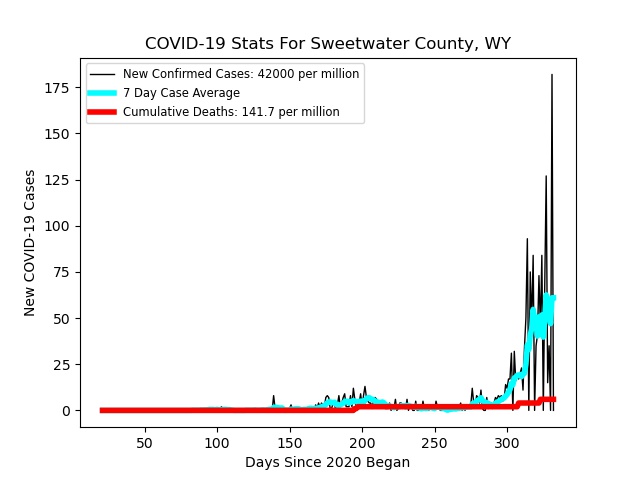 COVID-19 Stats For Sweetwater County, WY
New Confirmed Cases: 42000 per million
7 Day Case Average
Cumulative Deaths: 141.7 per million
New COVID-19 Cases
175
150
125
100
75
50
25
0
50
100
150
200
250
300
Days Since 2020 Began